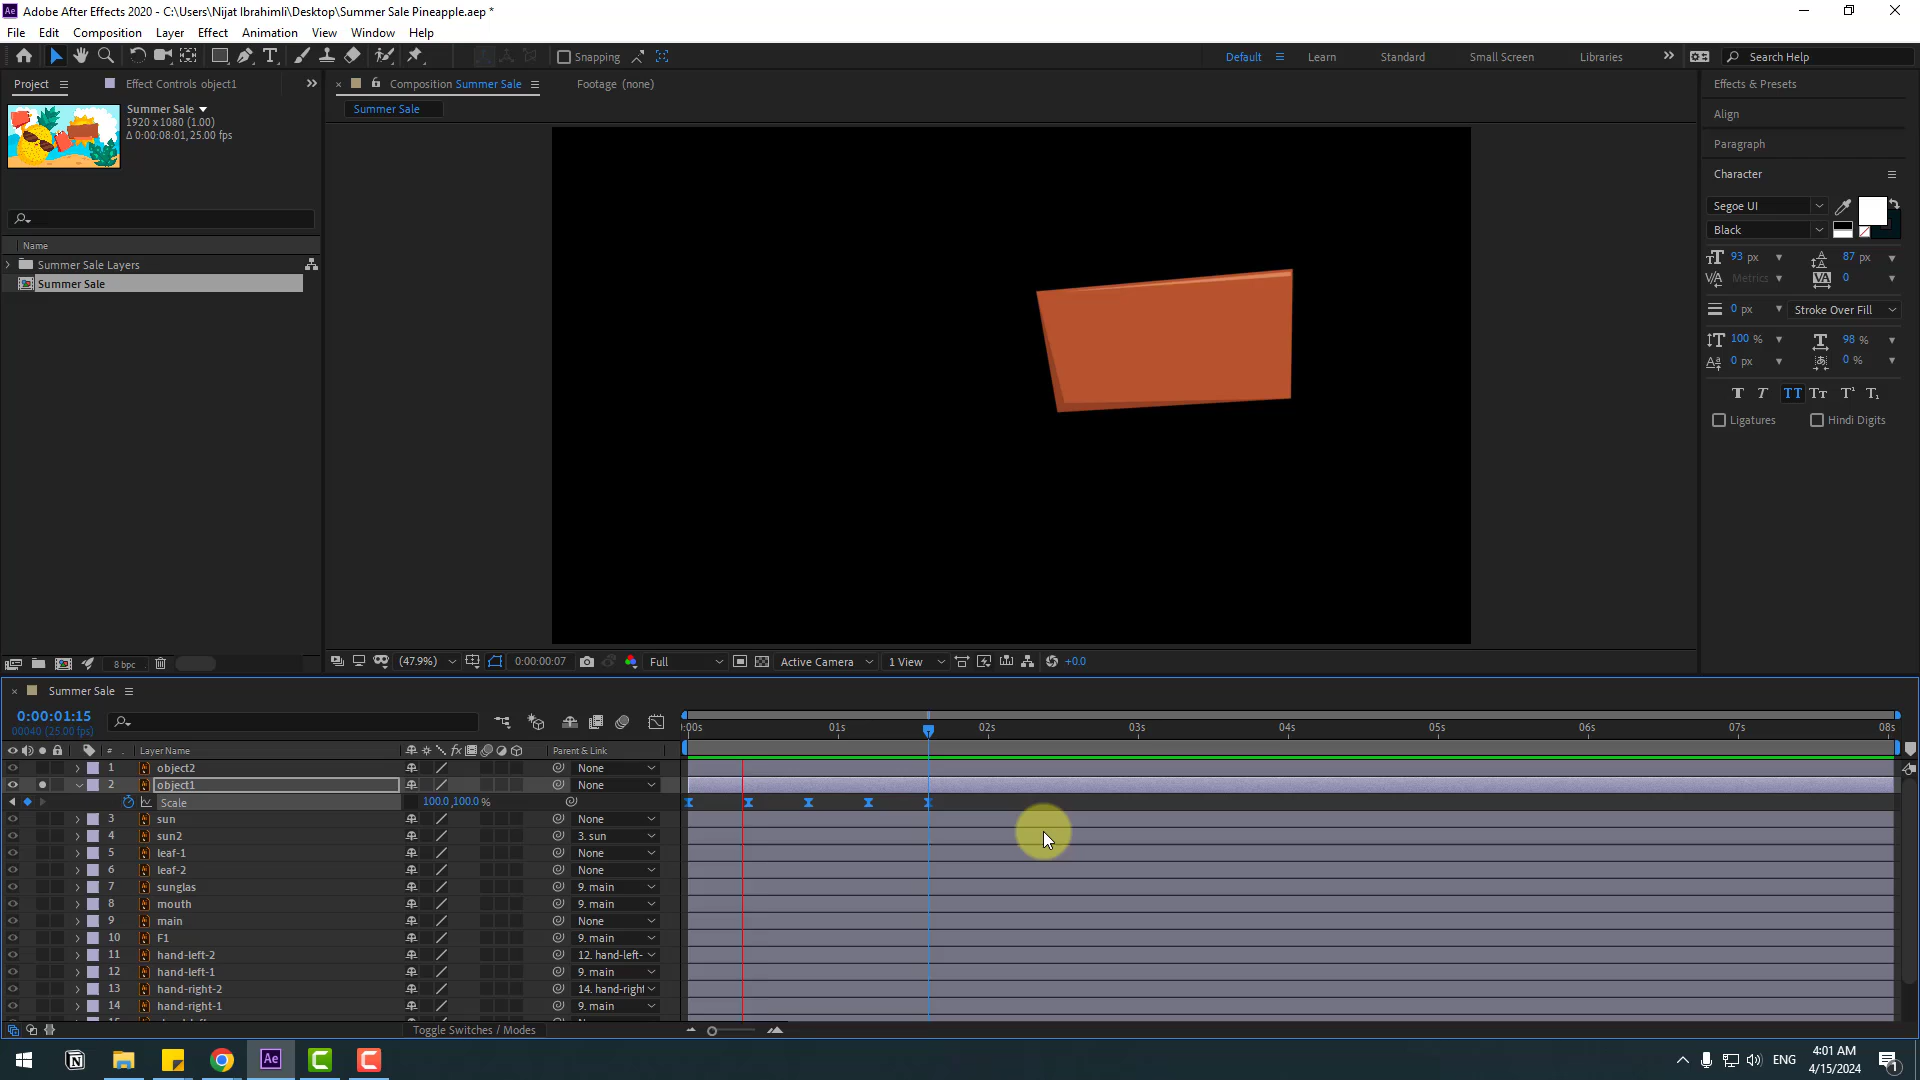 Adobe After Effects 2020 - C:\Users\Nijat Ibrahimli\Desktop\Summer Sale Pineapple.aep *
File Edit Composition Layer Effect Animation View Window Help
Snapping
Default Learn Standard Small Screen Libraries Search Help
Project Effect Controls object1
Composition Summer Sale Footage (none)
Summer Sale
Summer Sale
1920 x 1080 (1.00)
Δ 0:00:08:01, 25.00 fps
Name
Summer Sale Layers
Summer Sale
8 bpc
(47.9%) 0:00:00:07 Full Active Camera 1 View +0.0
Effects & Presets
Align
Paragraph
Character
Segoe UI
Black
93 px 87 px
Metrics 0
0 px Stroke Over Fill
100 % 98 %
0 px 0 %
Ligatures Hindi Digits
Summer Sale
0:00:01:15
00040 (25.00 fps)
# Layer Name Parent & Link
:00s 01s 02s 03s 04s 05s 06s 07s 08s
1 object2 None
2 object1 None
Scale 100.0,100.0 %
3 sun None
4 sun2 3. sun
5 leaf-1 None
6 leaf-2 None
7 sunglas 9. main
8 mouth 9. main
9 main None
10 F1 9. main
11 hand-left-2 12. hand-left-
12 hand-left-1 9. main
13 hand-right-2 14. hand-right
14 hand-right-1 9. main
Toggle Switches / Modes
ENG
4:01 AM
4/15/2024
1